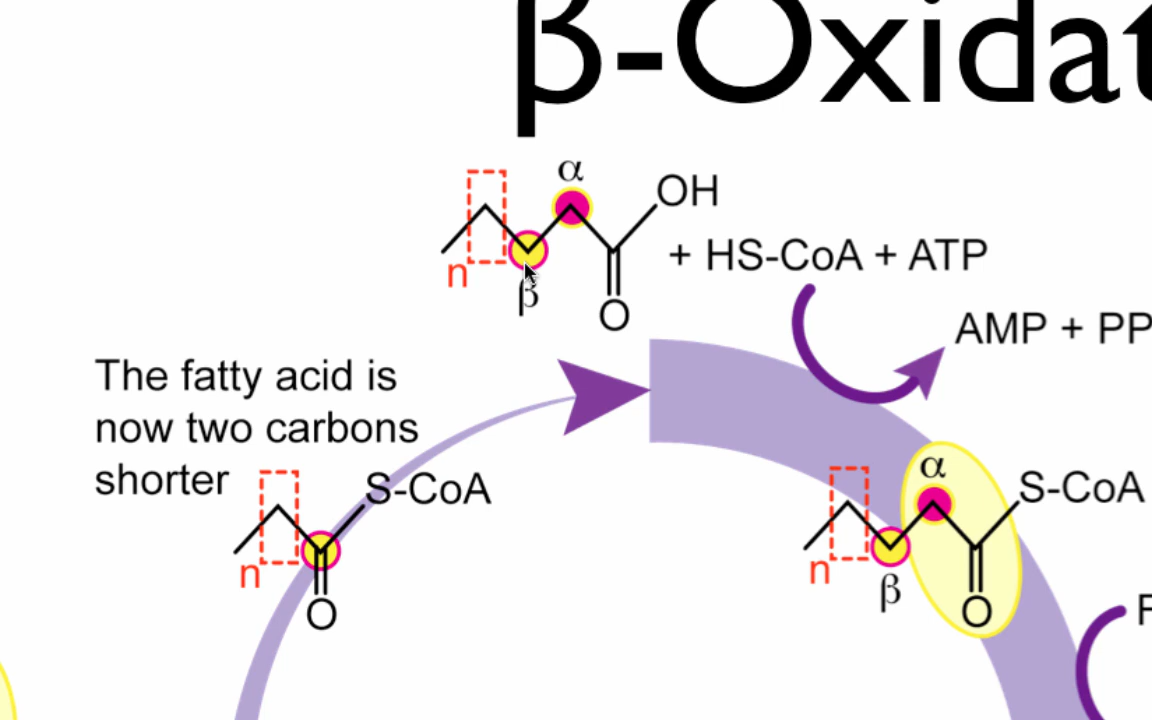 β-Oxidat
α
OH
n
β
O
+ HS-CoA + ATP
AMP + PP
The fatty acid is
now two carbons
shorter
S-CoA
n
O
α
S-CoA
n
β
O
F